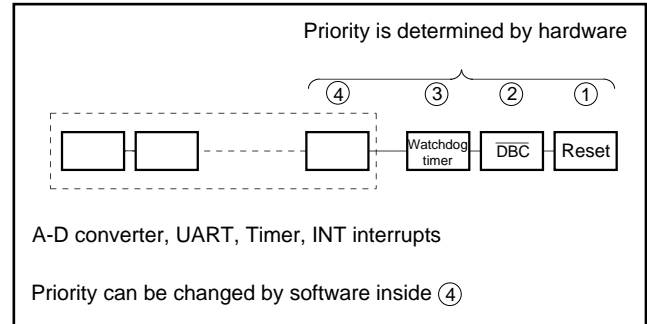 Priority is determined by hardware
④ ③ ② ①
Watchdog
timer
D̅B̅C̅
Reset
A-D converter, UART, Timer, INT interrupts
Priority can be changed by software inside ④